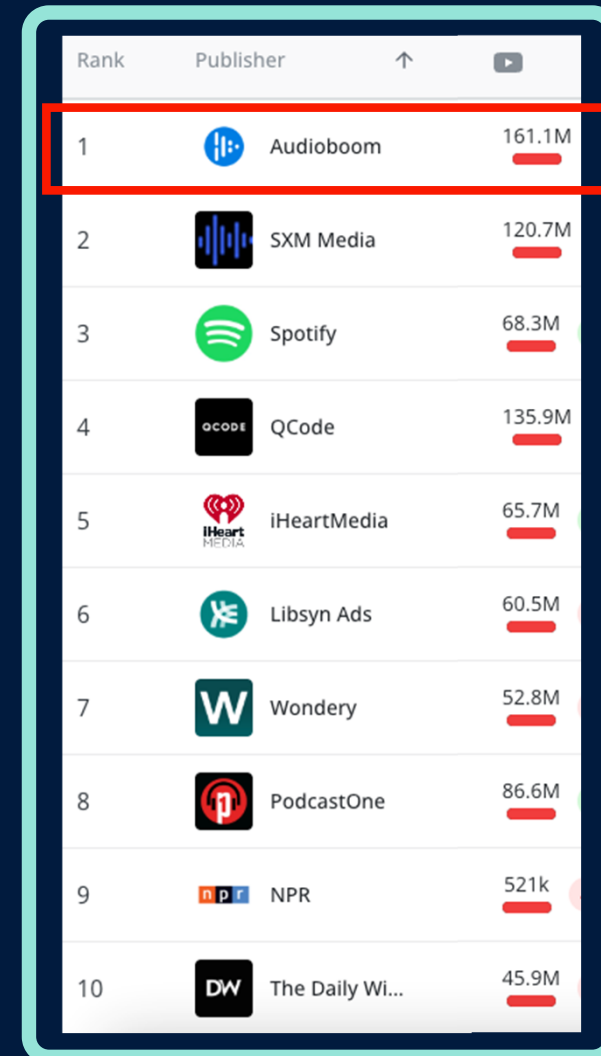 Rank Publisher ↑
1 Audioboom 161.1M
2 SXM Media 120.7M
3 Spotify 68.3M
4 QCODE QCode 135.9M
5 iHeart MEDIA iHeartMedia 65.7M
6 Libsyn Ads 60.5M
7 W Wondery 52.8M
8 1 p PodcastOne 86.6M
9 npr NPR 521k
10 DW The Daily Wi... 45.9M